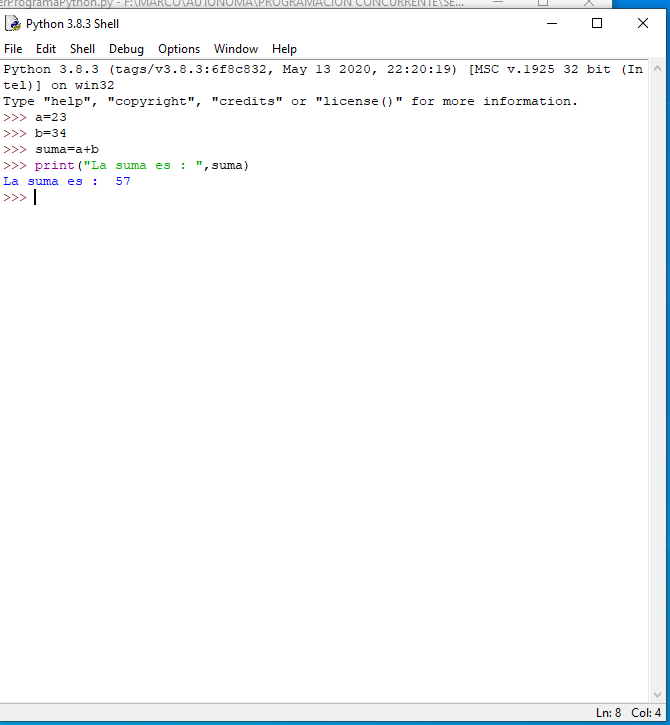 erProgramaPython.py - F:\MARCO\AUTONOMA\PROGRAMACION CONCURRENTE\SE...
Python 3.8.3 Shell
File Edit Shell Debug Options Window Help
Python 3.8.3 (tags/v3.8.3:6f8c832, May 13 2020, 22:20:19) [MSC v.1925 32 bit (In
tel)] on win32
Type "help", "copyright", "credits" or "license()" for more information.
>>> a=23
>>> b=34
>>> suma=a+b
>>> print("La suma es : ",suma)
La suma es :  57
>>>
Ln: 8 Col: 4